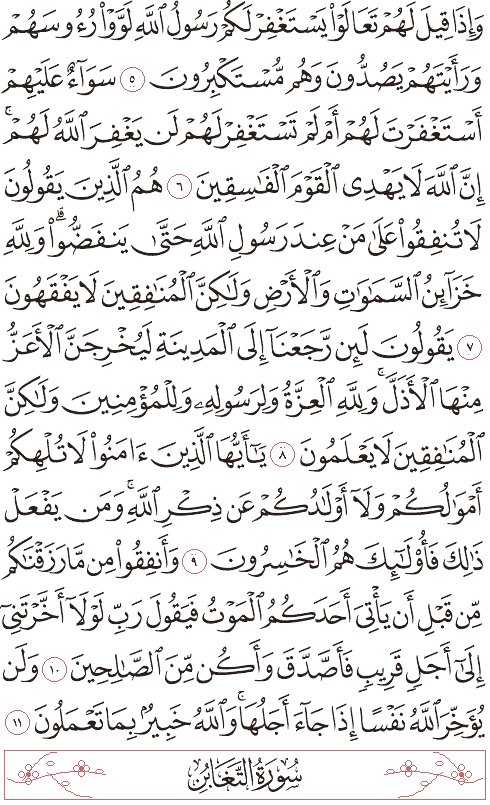 وَإِذَا قِيلَ لَهُمْ تَعَالَوْا۟ يَسْتَغْفِرْ لَكُمْ رَسُولُ ٱللَّهِ لَوَّوْا۟ رُءُوسَهُمْ
وَرَأَيْتَهُمْ يَصُدُّونَ وَهُم مُّسْتَكْبِرُونَ ٥ سَوَآءٌ عَلَيْهِمْ
أَسْتَغْفَرْتَ لَهُمْ أَمْ لَمْ تَسْتَغْفِرْ لَهُمْ لَن يَغْفِرَ ٱللَّهُ لَهُمْ ۚ
إِنَّ ٱللَّهَ لَا يَهْدِى ٱلْقَوْمَ ٱلْفَـٰسِقِينَ ٦ هُمُ ٱلَّذِينَ يَقُولُونَ
لَا تُنفِقُوا۟ عَلَىٰ مَنْ عِندَ رَسُولِ ٱللَّهِ حَتَّىٰ يَنفَضُّوا۟ ۗ وَلِلَّهِ
خَزَآئِنُ ٱلسَّمَـٰوَٰتِ وَٱلْأَرْضِ وَلَـٰكِنَّ ٱلْمُنَـٰفِقِينَ لَا يَفْقَهُونَ
٧ يَقُولُونَ لَئِن رَّجَعْنَآ إِلَى ٱلْمَدِينَةِ لَيُخْرِجَنَّ ٱلْأَعَزُّ
مِنْهَا ٱلْأَذَلَّ ۚ وَلِلَّهِ ٱلْعِزَّةُ وَلِرَسُولِهِۦ وَلِلْمُؤْمِنِينَ وَلَـٰكِنَّ
ٱلْمُنَـٰفِقِينَ لَا يَعْلَمُونَ ٨ يَـٰٓأَيُّهَا ٱلَّذِينَ ءَامَنُوا۟ لَا تُلْهِكُمْ
أَمْوَٰلُكُمْ وَلَآ أَوْلَـٰدُكُمْ عَن ذِكْرِ ٱللَّهِ ۚ وَمَن يَفْعَلْ
ذَٰلِكَ فَأُو۟لَـٰٓئِكَ هُمُ ٱلْخَـٰسِرُونَ ٩ وَأَنفِقُوا۟ مِن مَّا رَزَقْنَـٰكُم
مِّن قَبْلِ أَن يَأْتِىَ أَحَدَكُمُ ٱلْمَوْتُ فَيَقُولَ رَبِّ لَوْلَآ أَخَّرْتَنِىٓ
إِلَىٰٓ أَجَلٍ قَرِيبٍ فَأَصَّدَّقَ وَأَكُن مِّنَ ٱلصَّـٰلِحِينَ ١٠ وَلَن
يُؤَخِّرَ ٱللَّهُ نَفْسًا إِذَا جَآءَ أَجَلُهَا ۚ وَٱللَّهُ خَبِيرٌۢ بِمَا تَعْمَلُونَ ١١
سُورَةُ التَّغَابُن